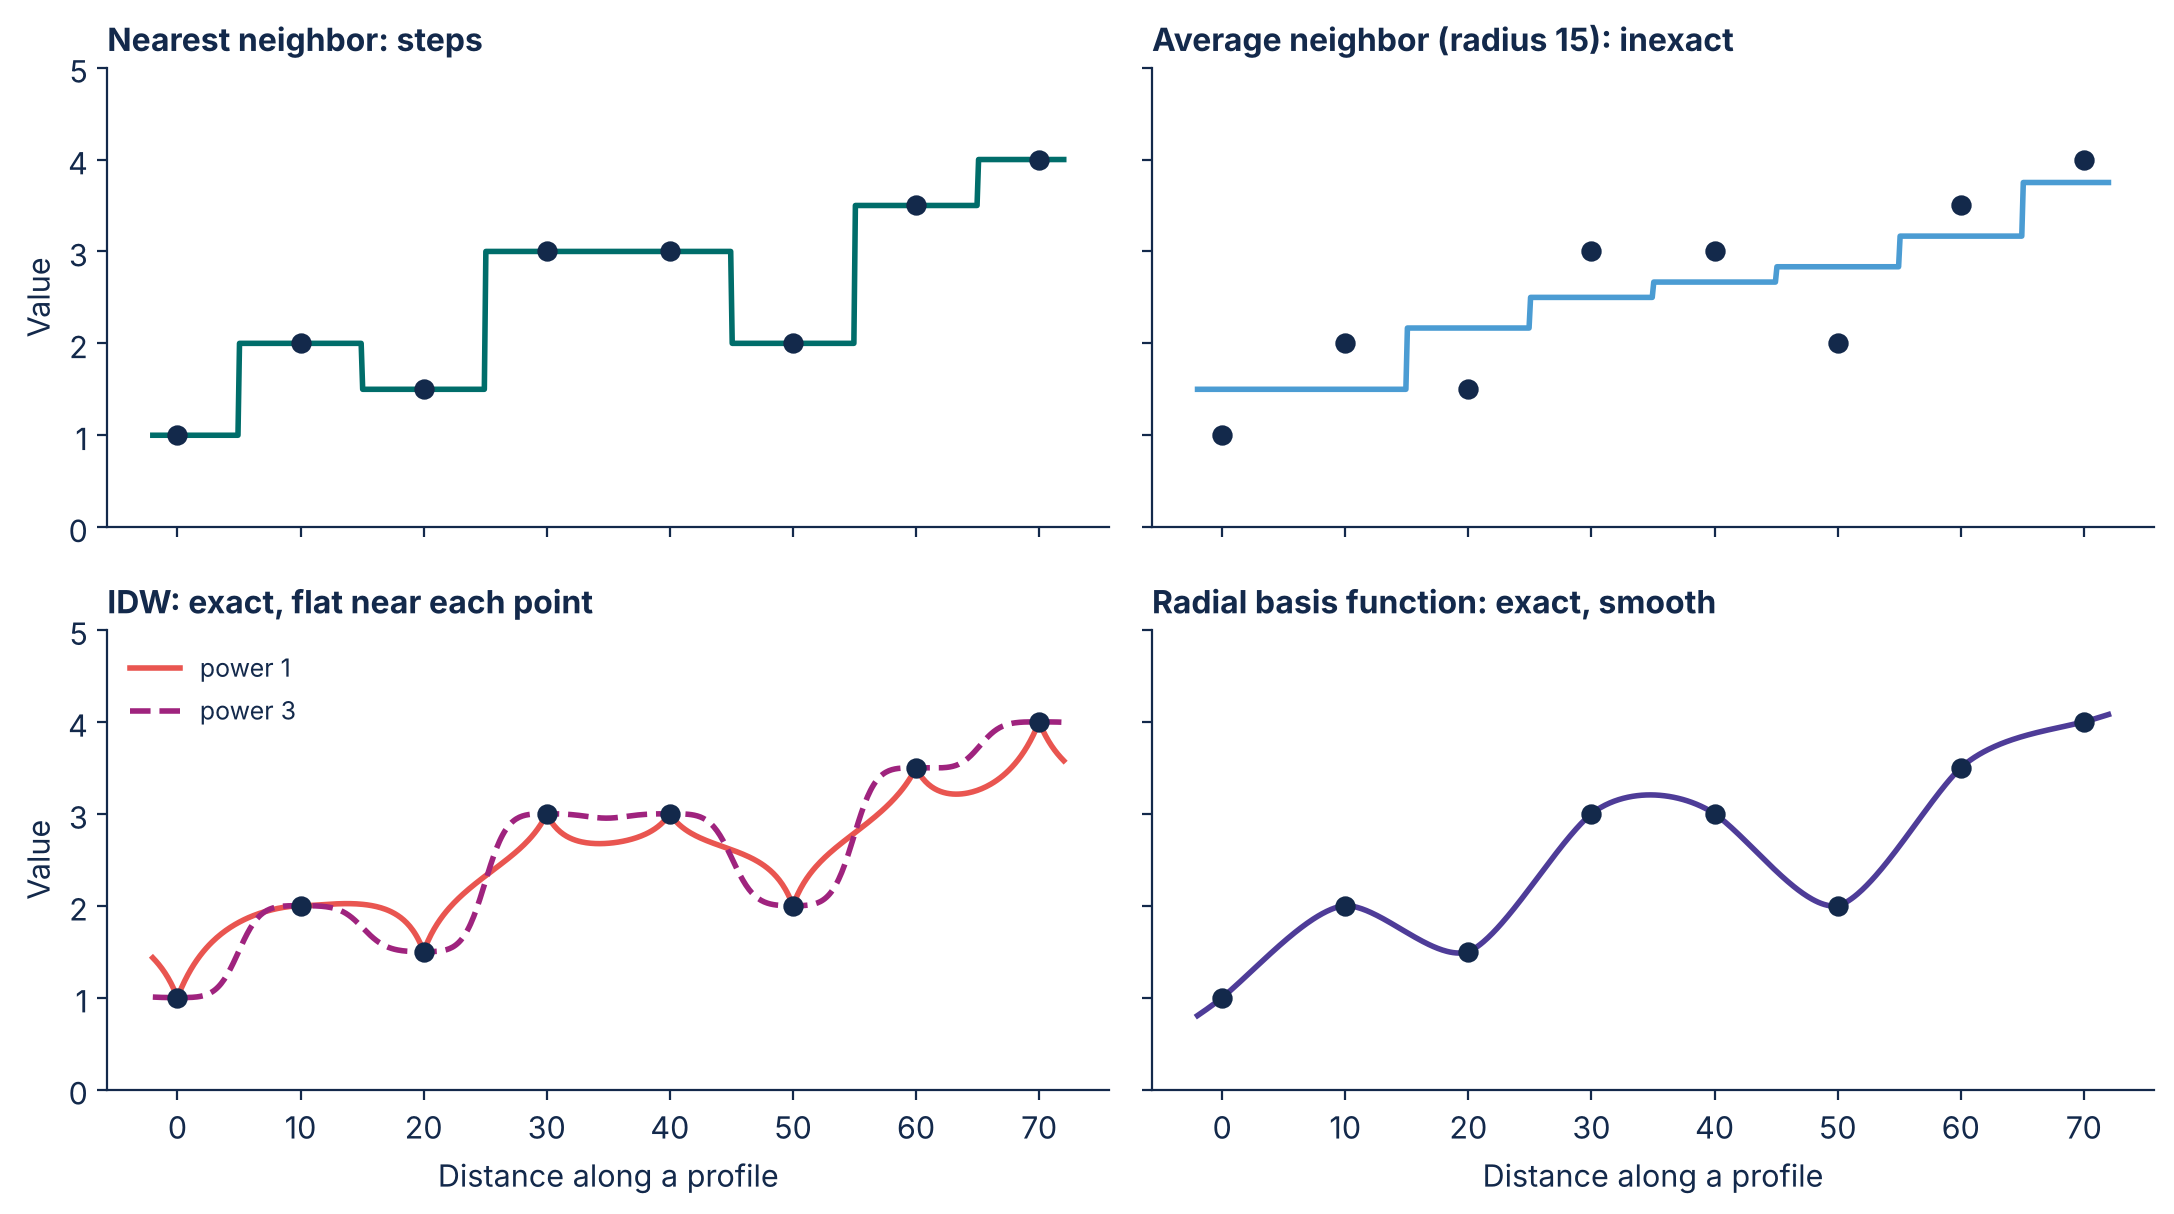 Nearest neighbor: steps
5
4
3
2
1
0
Value
Average neighbor (radius 15): inexact
IDW: exact, flat near each point
5
4
3
2
1
0
Value
power 1
power 3
0 10 20 30 40 50 60 70
Distance along a profile
Radial basis function: exact, smooth
0 10 20 30 40 50 60 70
Distance along a profile